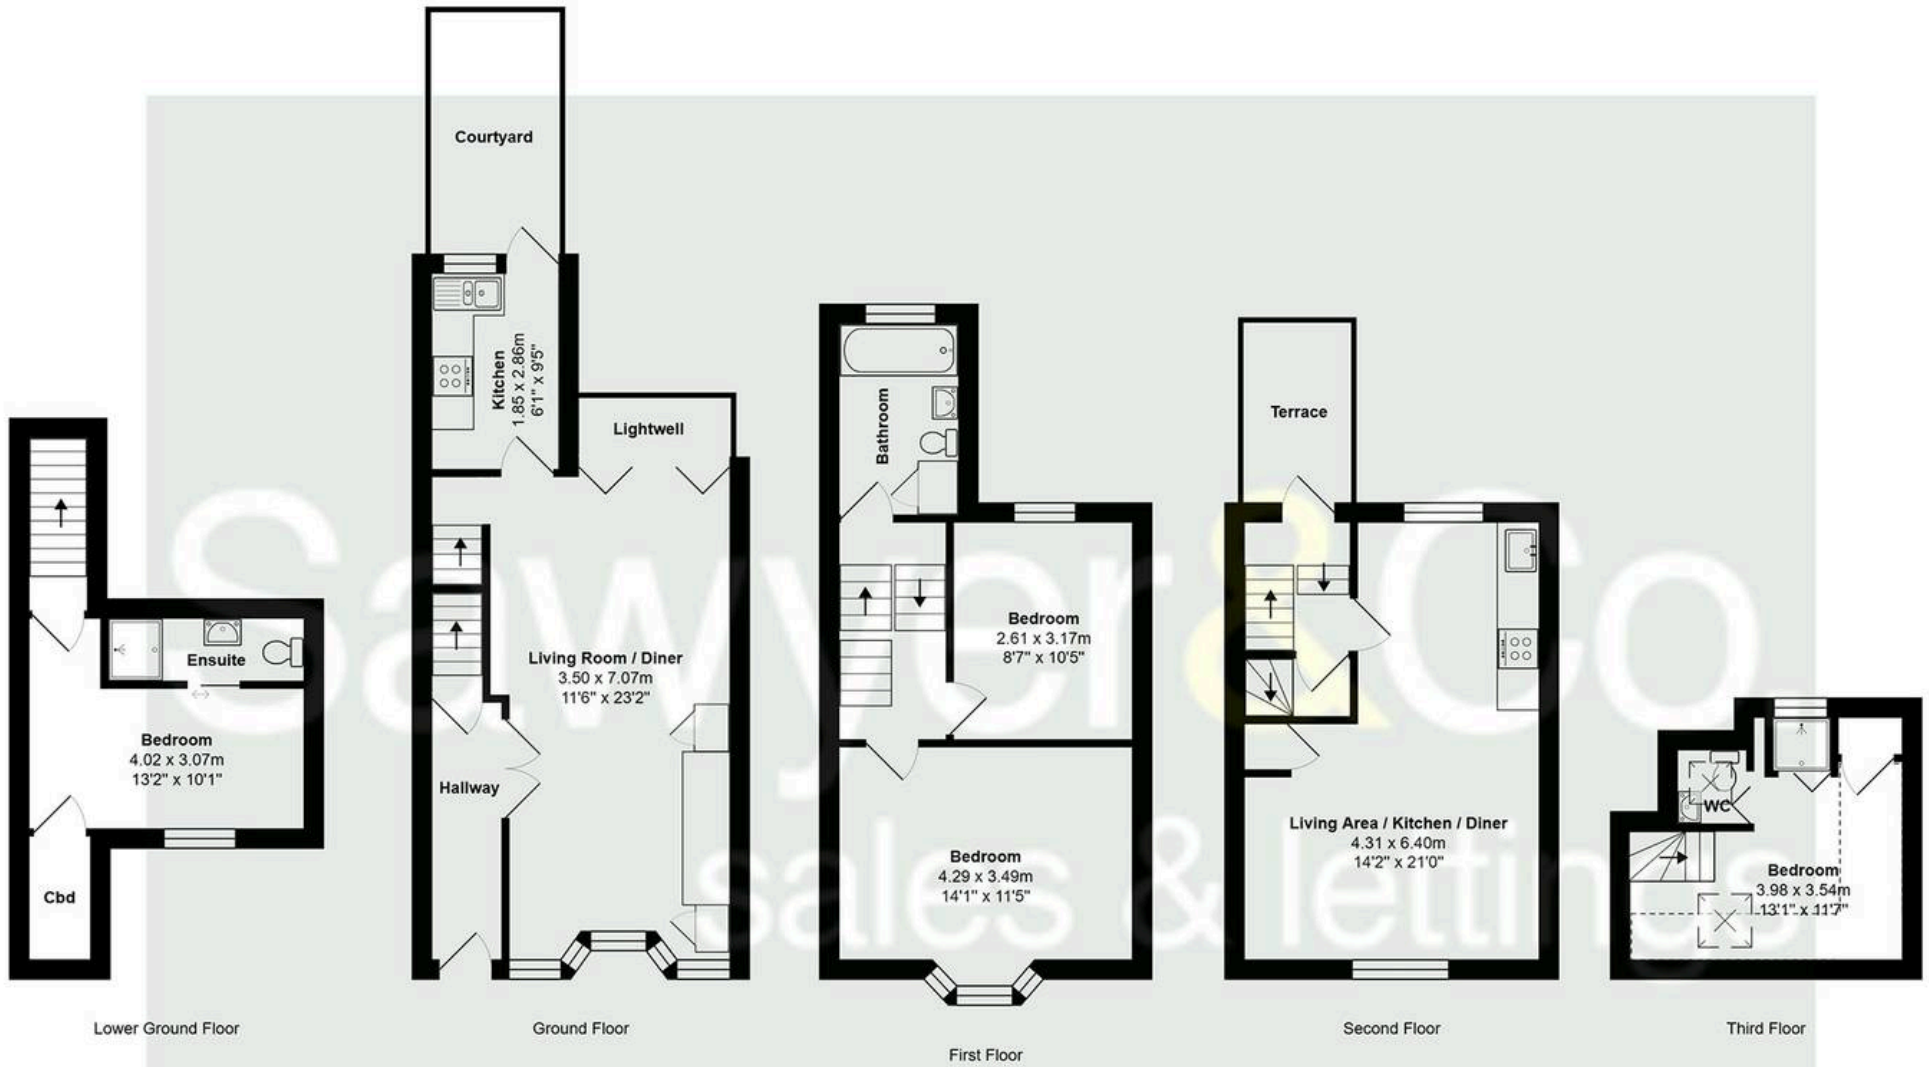 Courtyard
Kitchen
1.85 x 2.86m
6'1" x 9'5"
Lightwell
Living Room / Diner
3.50 x 7.07m
11'6" x 23'2"
Hallway
Ground Floor
Ensuite
Bedroom
4.02 x 3.07m
13'2" x 10'1"
Cbd
Lower Ground Floor
Bathroom
Bedroom
2.61 x 3.17m
8'7" x 10'5"
Bedroom
4.29 x 3.49m
14'1" x 11'5"
First Floor
Terrace
Living Area / Kitchen / Diner
4.31 x 6.40m
14'2" x 21'0"
Second Floor
WC
Bedroom
3.98 x 3.54m
13'1" x 11'7"
Third Floor
Sawyer&Co
sales & lettings